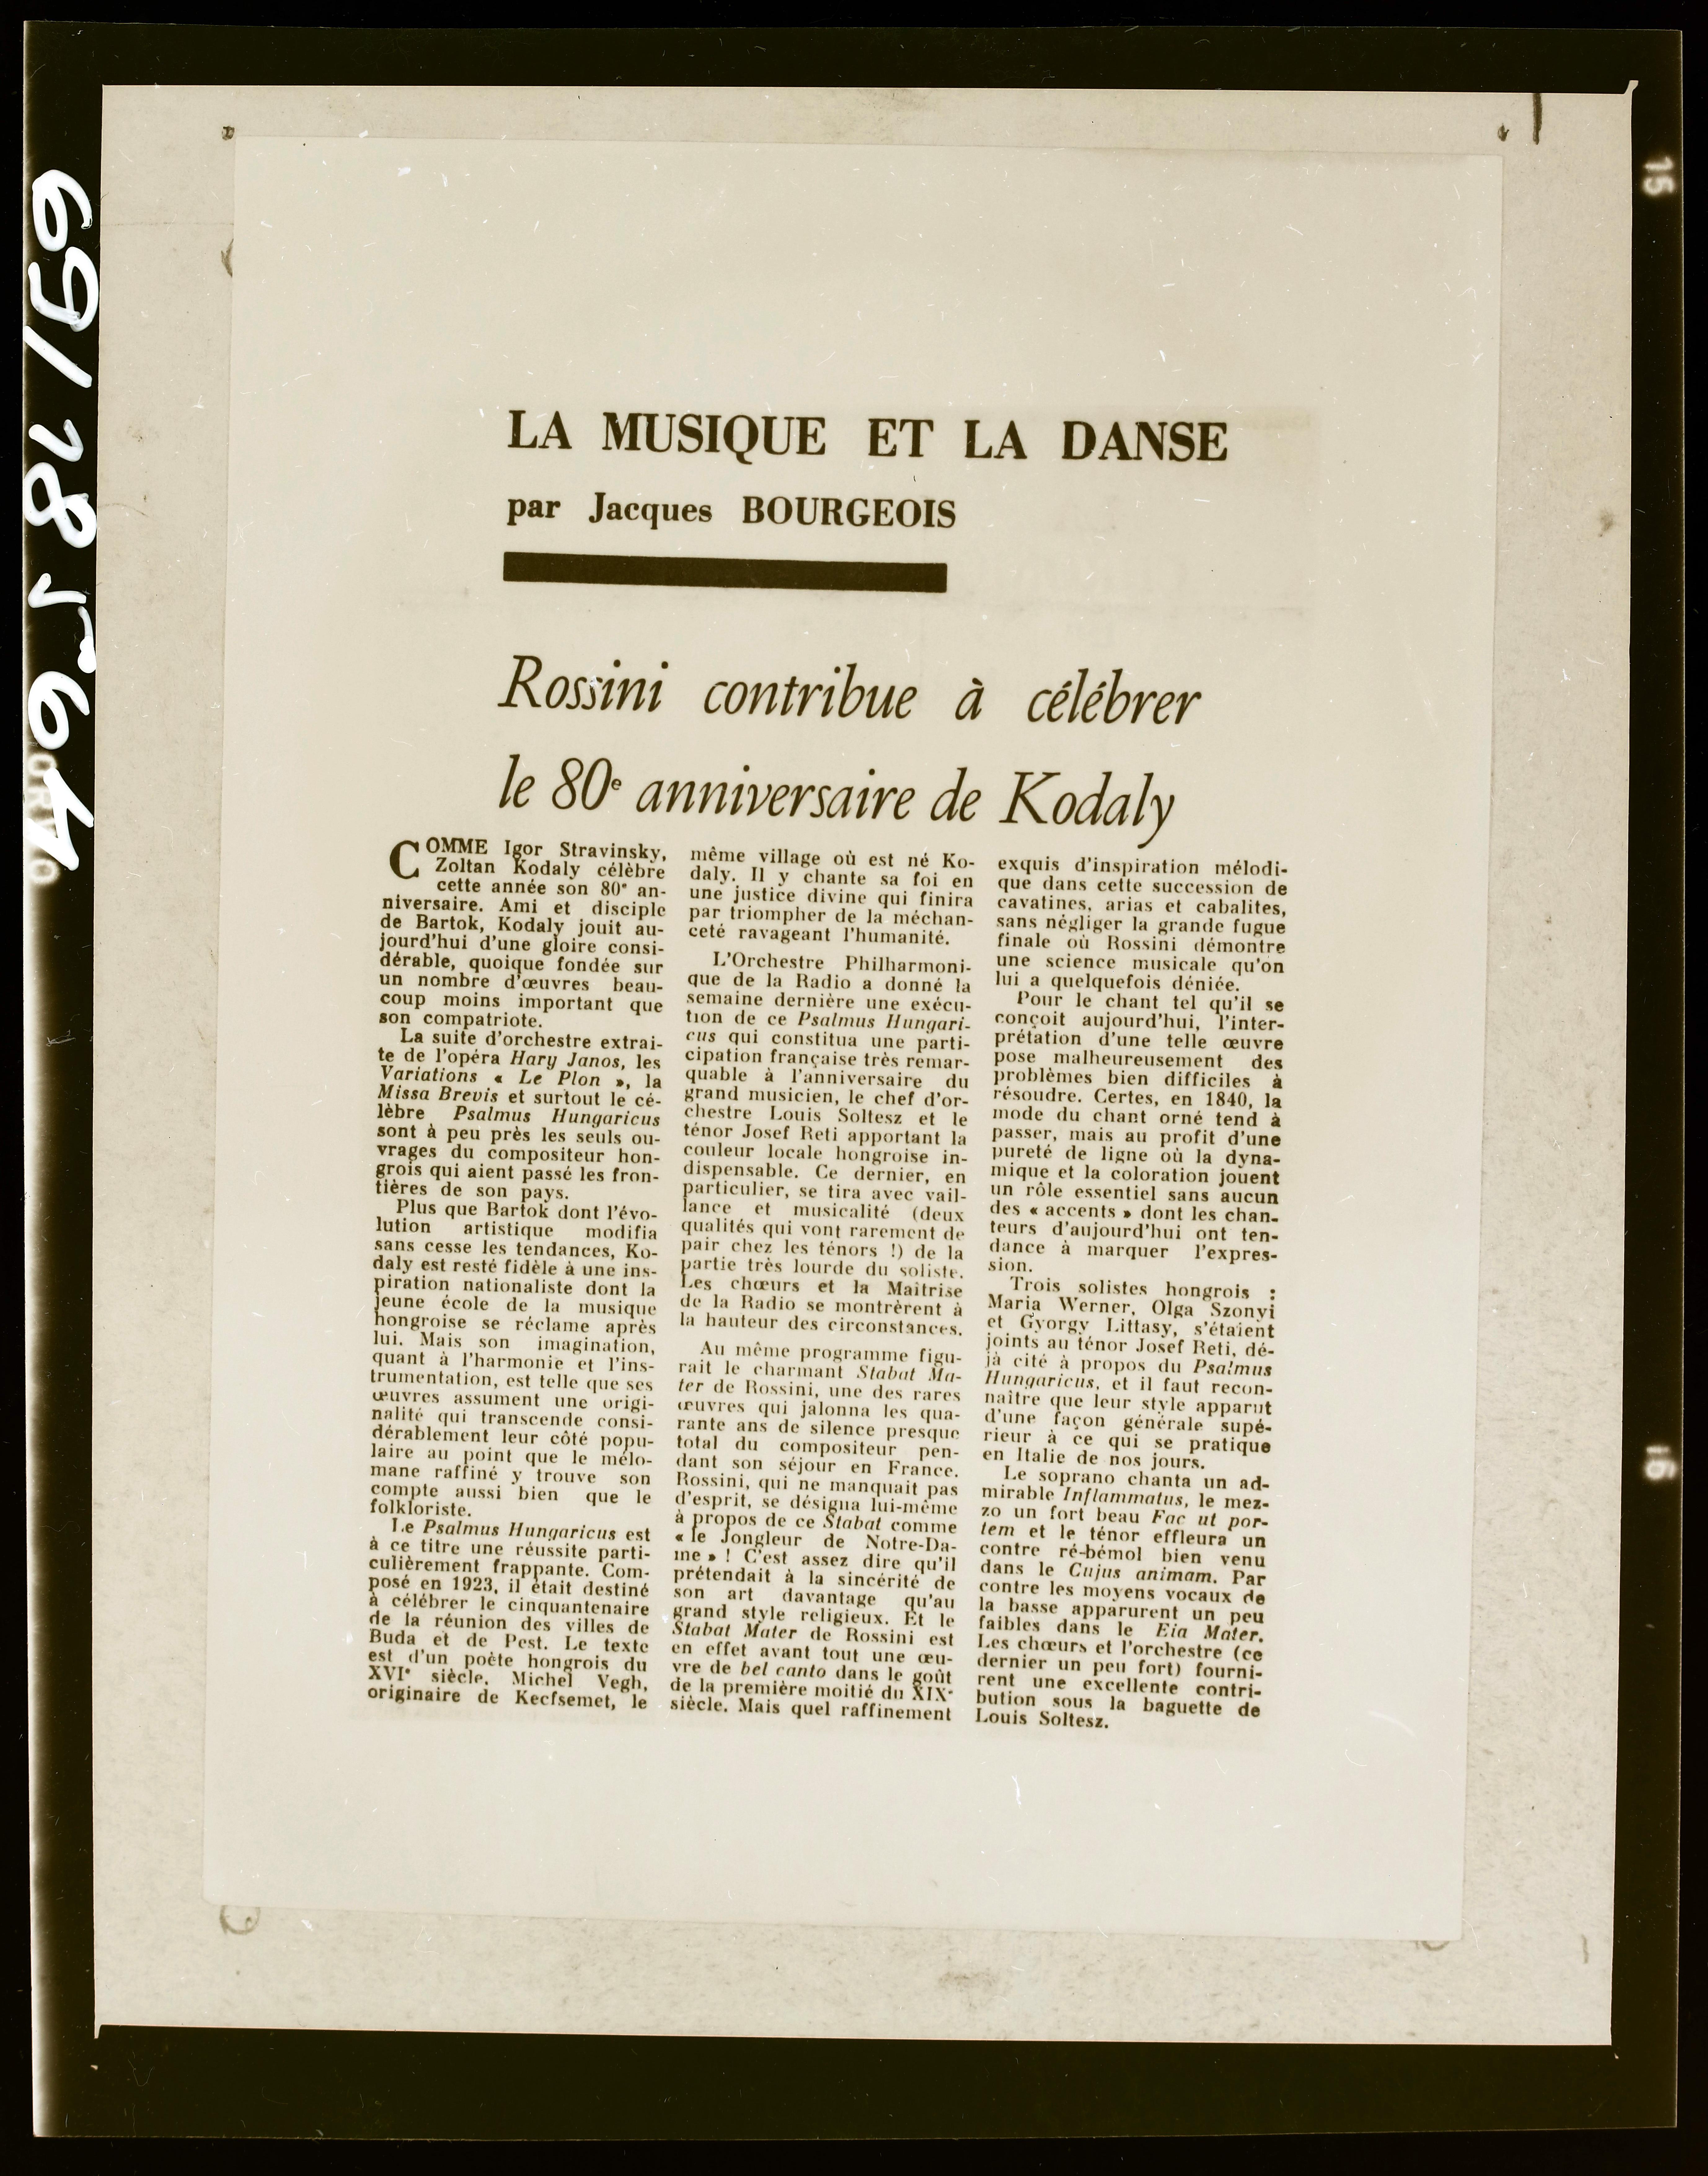 LA MUSIQUE ET LA DANSE
par Jacques BOURGEOIS
Rossini contribue à célébrer
le 80e anniversaire de Kodaly
COMME Igor Stravinsky,
Zoltan Kodaly célèbre
cette année son 80e an-
niversaire. Ami et disciple
de Bartok, Kodaly jouit au-
jourd'hui d'une gloire consi-
dérable, quoique fondée sur
un nombre d'œuvres beau-
coup moins important que
son compatriote.
La suite d'orchestre extrai-
te de l'opéra Hary Janos, les
Variations « Le Plon », la
Missa Brevis et surtout le cé-
lèbre Psalmus Hungaricus
sont à peu près les seuls ou-
vrages du compositeur hon-
grois qui aient passé les fron-
tières de son pays.
Plus que Bartok dont l'évo-
lution artistique modifia
sans cesse les tendances, Ko-
daly est resté fidèle à une ins-
piration nationaliste dont la
jeune école de la musique
hongroise se réclame après
lui. Mais son imagination,
quant à l'harmonie et l'ins-
trumentation, est telle que ses
œuvres assument une origi-
nalité qui transcende consi-
dérablement leur côté popu-
laire au point que le mélo-
mane raffiné y trouve son
compte aussi bien que le
folkloriste.
Le Psalmus Hungaricus est
à ce titre une réussite parti-
culièrement frappante. Com-
posé en 1923, il était destiné
à célébrer le cinquantenaire
de la réunion des villes de
Buda et de Pest. Le texte
est d'un poète hongrois du
XVIe siècle, Michel Vegh,
originaire de Kecfsemet, le
même village où est né Ko-
daly. Il y chante sa foi en
une justice divine qui finira
par triompher de la méchan-
ceté ravageant l'humanité.
L'Orchestre Philharmoni-
que de la Radio a donné la
semaine dernière une exécu-
tion de ce Psalmus Hungari-
cus qui constitua une parti-
cipation française très remar-
quable à l'anniversaire du
grand musicien, le chef d'or-
chestre Louis Soltesz et le
ténor Josef Reti apportant la
couleur locale hongroise in-
dispensable. Ce dernier, en
particulier, se tira avec vail-
lance et musicalité (deux
qualités qui vont rarement de
pair chez les ténors !) de la
partie très lourde du soliste.
Les chœurs et la Maîtrise
de la Radio se montrèrent à
la hauteur des circonstances.
Au même programme figu-
rait le charmant Stabat Ma-
ter de Rossini, une des rares
œuvres qui jalonna les qua-
rante ans de silence presque
total du compositeur pen-
dant son séjour en France.
Rossini, qui ne manquait pas
d'esprit, se désigna lui-même
à propos de ce Stabat comme
« le Jongleur de Notre-Da-
me » ! C'est assez dire qu'il
prétendait à la sincérité de
son art davantage qu'au
grand style religieux. Et le
Stabat Mater de Rossini est
en effet avant tout une œu-
vre de bel canto dans le goût
de la première moitié du XIXe
siècle. Mais quel raffinement
exquis d'inspiration mélodi-
que dans cette succession de
cavatines, arias et cabalites,
sans négliger la grande fugue
finale où Rossini démontre
une science musicale qu'on
lui a quelquefois déniée.
Pour le chant tel qu'il se
conçoit aujourd'hui, l'inter-
prétation d'une telle œuvre
pose malheureusement des
problèmes bien difficiles à
résoudre. Certes, en 1840, la
mode du chant orné tend à
passer, mais au profit d'une
pureté de ligne où la dyna-
mique et la coloration jouent
un rôle essentiel sans aucun
des « accents » dont les chan-
teurs d'aujourd'hui ont ten-
dance à marquer l'expres-
sion.
Trois solistes hongrois :
Maria Werner, Olga Szonyi
et Gyorgy Littasy, s'étaient
joints au ténor Josef Reti, dé-
jà cité à propos du Psalmus
Hungaricus, et il faut recon-
naître que leur style apparut
d'une façon générale supé-
rieur à ce qui se pratique
en Italie de nos jours.
Le soprano chanta un ad-
mirable Inflammatus, le mez-
zo un fort beau Fac ut por-
tem et le ténor effleura un
contre ré-bémol bien venu
dans le Cujus animam. Par
contre les moyens vocaux de
la basse apparurent un peu
faibles dans le Eia Mater.
Les chœurs et l'orchestre (ce
dernier un peu fort) fourni-
rent une excellente contri-
bution sous la baguette de
Louis Soltesz.
15
16